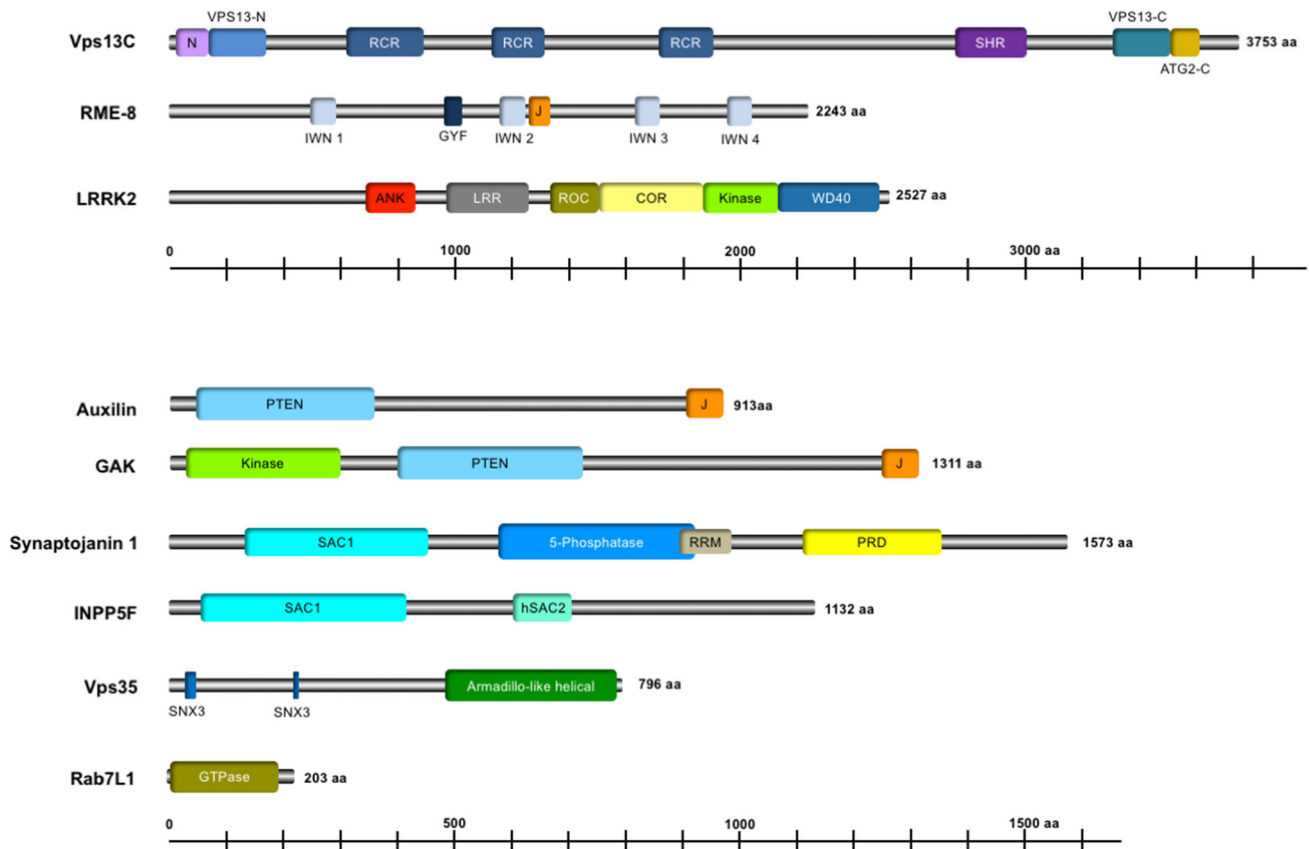 VPS13-N VPS13-C
Vps13C N RCR RCR RCR SHR 3753 aa
ATG2-C
RME-8 J 2243 aa
IWN 1 GYF IWN 2 IWN 3 IWN 4
LRRK2 ANK LRR ROC COR Kinase WD40 2527 aa
0 1000 2000 3000 aa
Auxilin PTEN J 913aa
GAK Kinase PTEN J 1311 aa
Synaptojanin 1 SAC1 5-Phosphatase RRM PRD 1573 aa
INPP5F SAC1 hSAC2 1132 aa
Vps35 Armadillo-like helical 796 aa
SNX3 SNX3
Rab7L1 GTPase 203 aa
0 500 1000 1500 aa